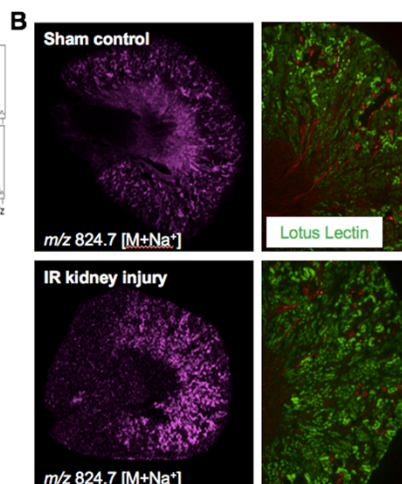 B
Sham control
m/z 824.7 [M+Na⁺]
Lotus Lectin
IR kidney injury
m/z 824.7 [M+Na⁺]